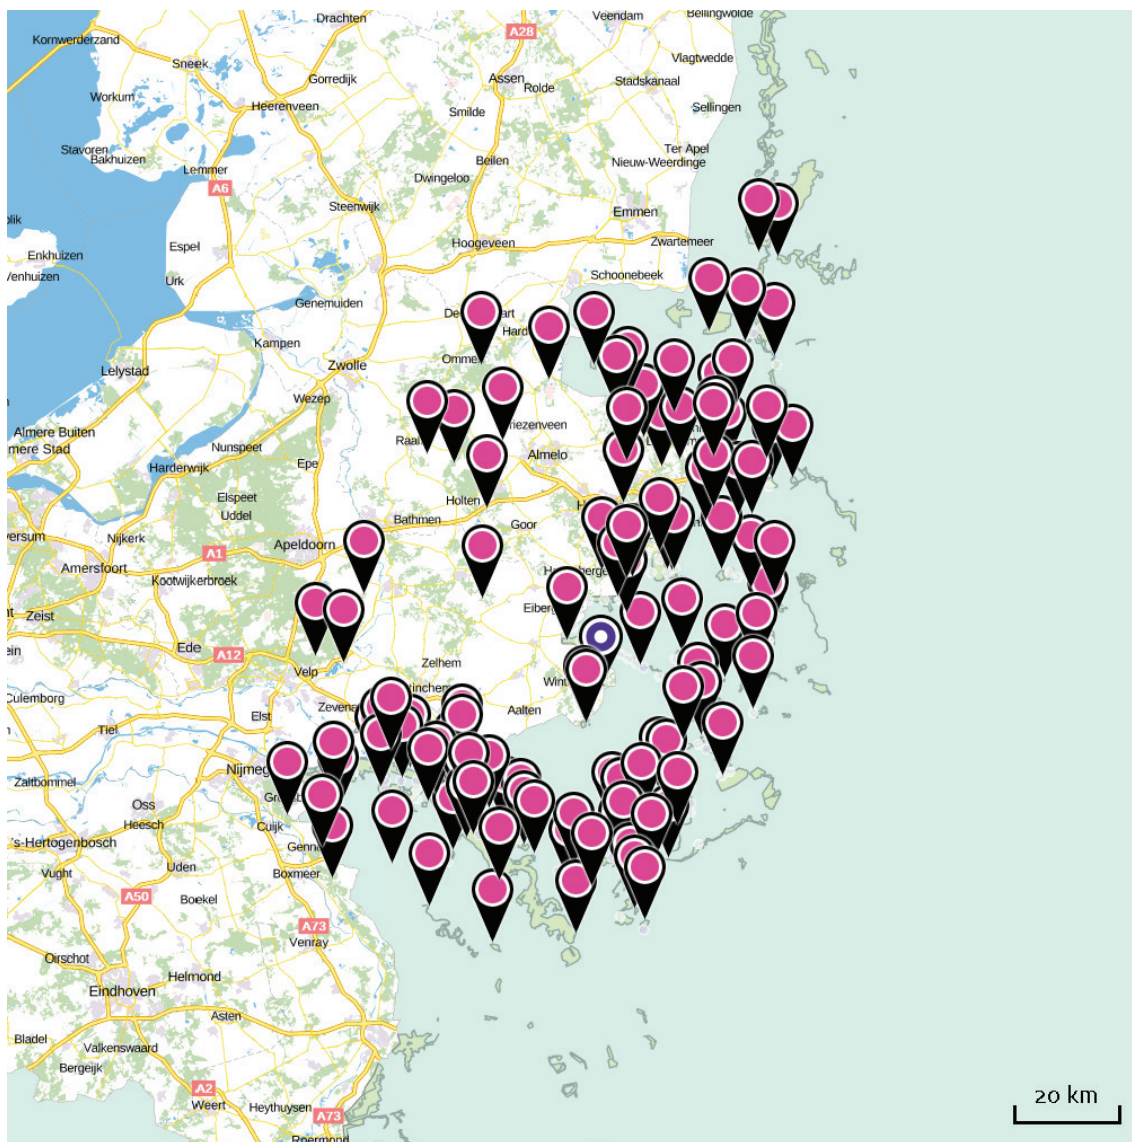 Drachten
Veendam
Bellingwolde
A28
Kornwerderzand
Sneek
Gorredijk
Assen
Rolde
Stadskanaal
Vlagtwedde
Workum
Heerenveen
Smilde
Sellingen
Stavoren
Bakhuizen
Lemmer
Beilen
Ter Apel
Nieuw-Weerdinge
A6
Dwingeloo
Steenwijk
Emmen
Espel
Hoogeveen
Zwartemeer
Enkhuizen
Venhuizen
Urk
Schoonebeek
Genemuiden
Kampen
Zwolle
Lelystad
Wezep
Almere Buiten
Nunspeet
Almelo
Harderwijk
Epe
Elspeet
Uddel
Holten
Bathmen
Goor
Nijkerk
A1
Apeldoorn
Amersfoort
Kootwijkerbroek
Zeist
Ede
A12
Velp
Zelhem
Culemborg
Elst
Aalten
Tiel
Zaltbommel
Oss
Heesch
Cuijk
's-Hertogenbosch
Vught
Uden
Boxmeer
A50
Boekel
A73
Venray
Oirschot
Helmond
Eindhoven
Asten
Bladel
Valkenswaard
Bergeijk
A2
Weert
Heythuysen
A73
Roermond
20 km